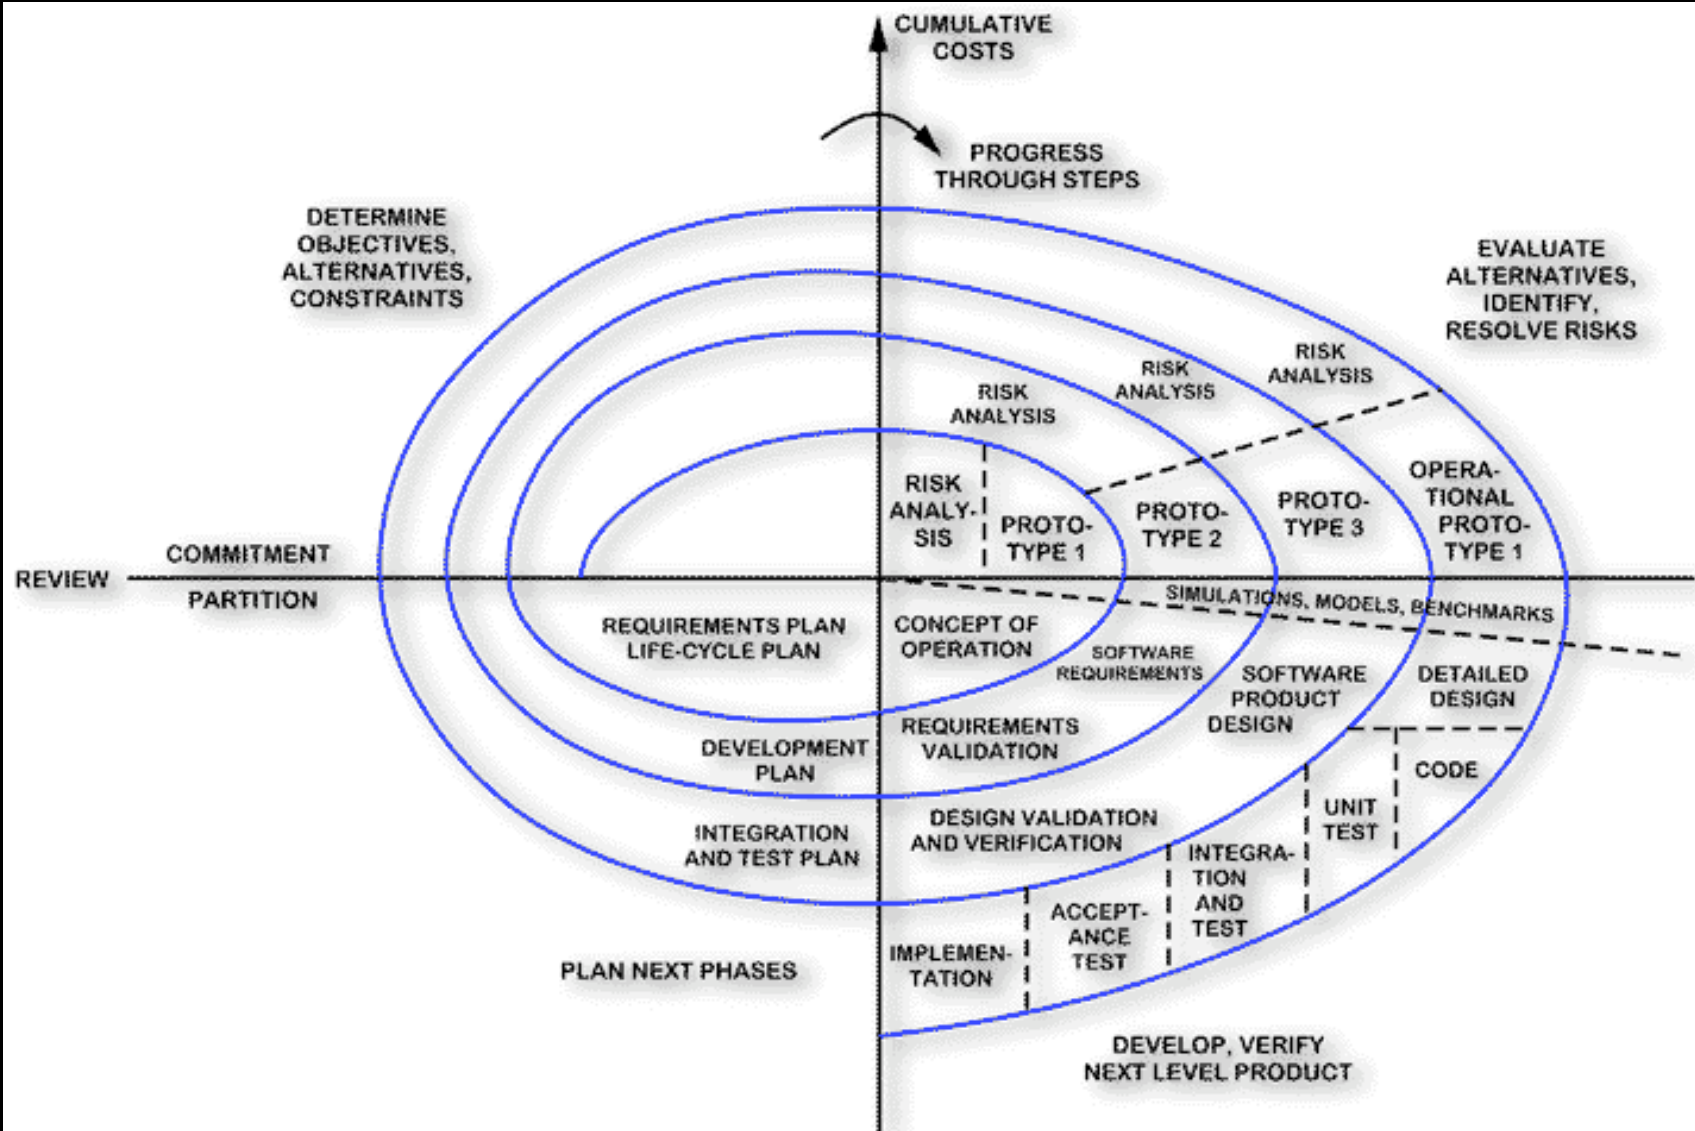 CUMULATIVE
COSTS
PROGRESS
THROUGH STEPS
DETERMINE
OBJECTIVES,
ALTERNATIVES,
CONSTRAINTS
EVALUATE
ALTERNATIVES,
IDENTIFY,
RESOLVE RISKS
RISK
ANALYSIS
RISK
ANALYSIS
RISK
ANALYSIS
RISK
ANALY-
SIS
PROTO-
TYPE 1
PROTO-
TYPE 2
PROTO-
TYPE 3
OPERA-
TIONAL
PROTO-
TYPE 1
REVIEW
COMMITMENT
PARTITION
SIMULATIONS, MODELS, BENCHMARKS
REQUIREMENTS PLAN
LIFE-CYCLE PLAN
CONCEPT OF
OPERATION
SOFTWARE
REQUIREMENTS
SOFTWARE
PRODUCT
DESIGN
DETAILED
DESIGN
DEVELOPMENT
PLAN
REQUIREMENTS
VALIDATION
CODE
UNIT
TEST
INTEGRATION
AND TEST PLAN
DESIGN VALIDATION
AND VERIFICATION
INTEGRA-
TION
AND
TEST
ACCEPT-
ANCE
TEST
IMPLEMEN-
TATION
PLAN NEXT PHASES
DEVELOP, VERIFY
NEXT LEVEL PRODUCT